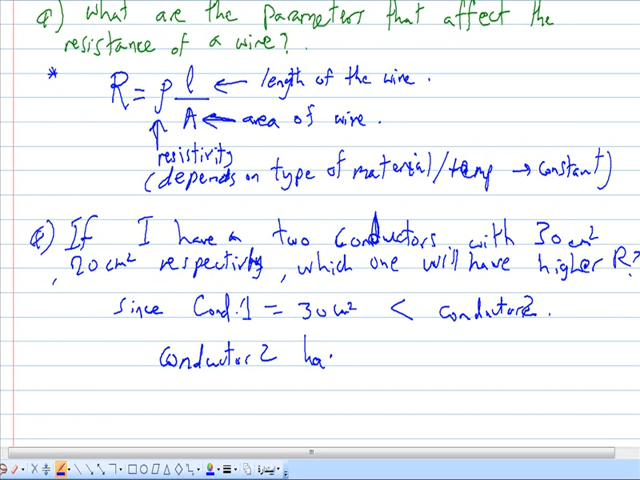 Q) What are the parameters that affect the
resistance of a wire?
* R = ρ l ← length of the wire.
A ← area of wire.
resistivity
(depends on type of material/temp → constant)
Q) If I have a two conductors with 30 cm²
, 20 cm² respectivly, which one will have higher R?
since Cond.1 = 30 cm² < conductor2.
conductor 2 ha